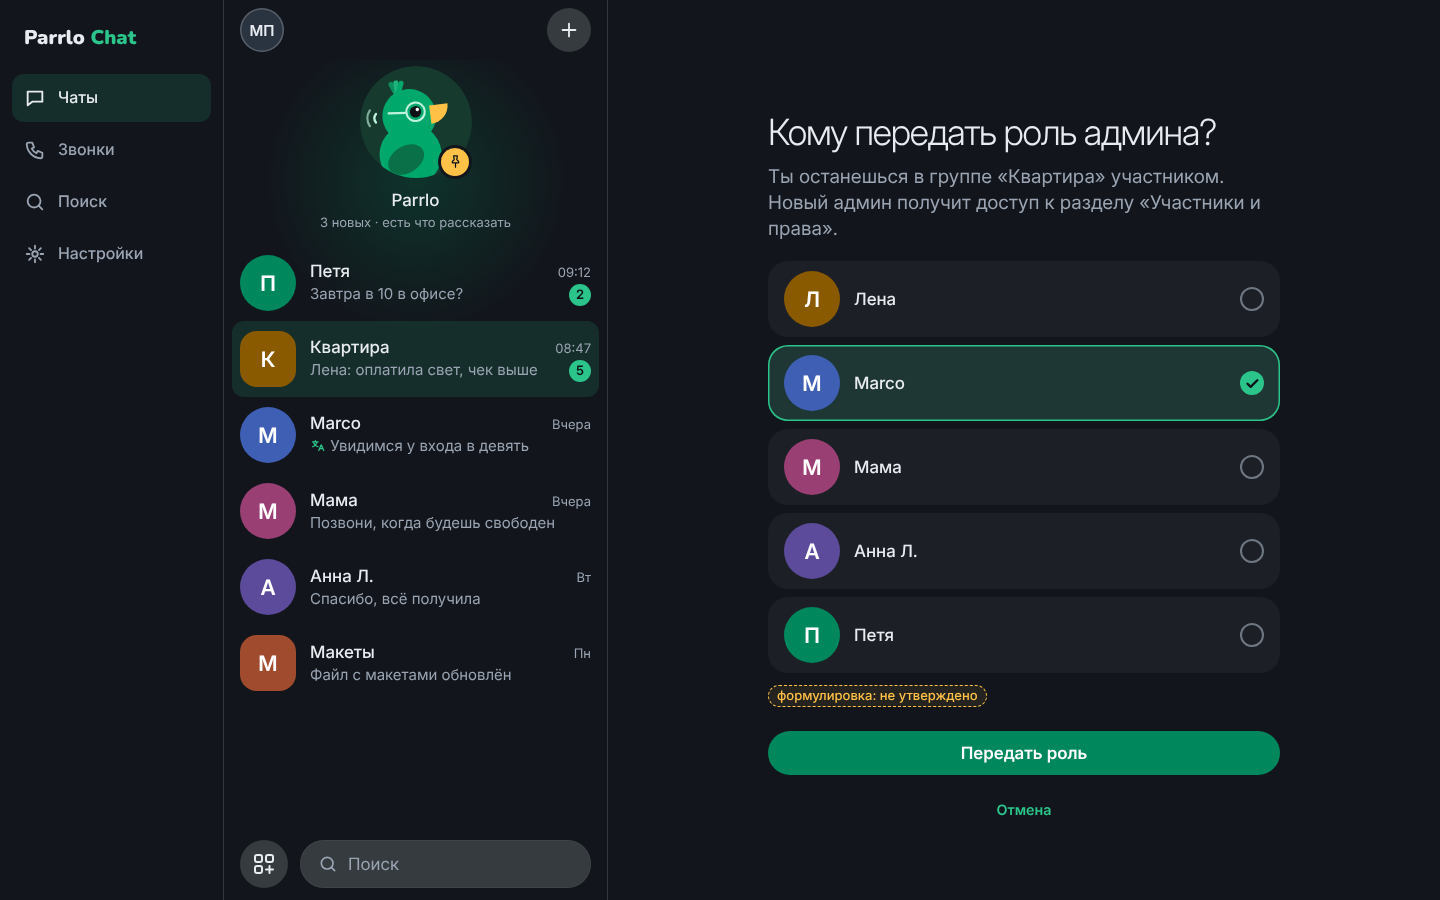 Parrlo Chat
Чаты
Звонки
Поиск
Настройки
МП
Parrlo
3 новых · есть что рассказать
П
Петя
09:12
Завтра в 10 в офисе?
2
К
Квартира
08:47
Лена: оплатила свет, чек выше
5
M
Marco
Вчера
Увидимся у входа в девять
М
Мама
Вчера
Позвони, когда будешь свободен
А
Анна Л.
Вт
Спасибо, всё получила
М
Макеты
Пн
Файл с макетами обновлён
Поиск
Кому передать роль админа?
Ты останешься в группе «Квартира» участником.
Новый админ получит доступ к разделу «Участники и
права».
Л
Лена
M
Marco
М
Мама
А
Анна Л.
П
Петя
формулировка: не утверждено
Передать роль
Отмена